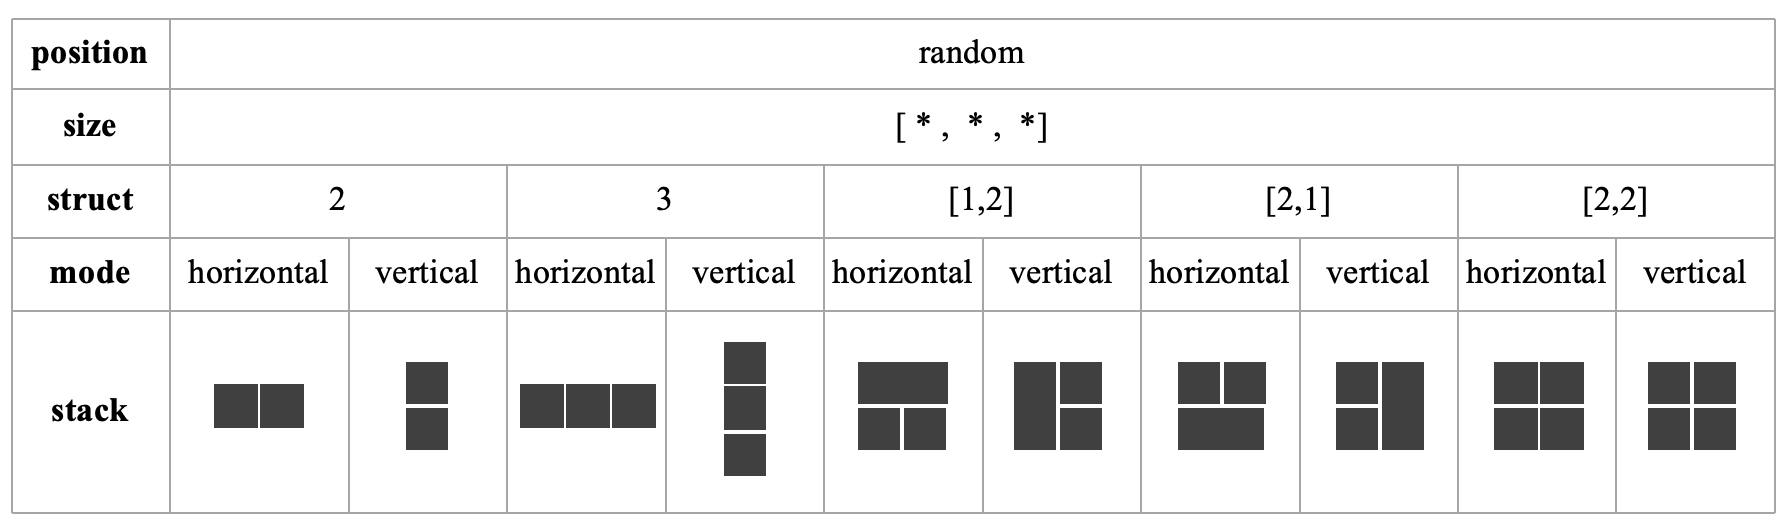 position random
size [ * , * , * ]
struct 2 3 [1,2] [2,1] [2,2]
mode horizontal vertical horizontal vertical horizontal vertical horizontal vertical horizontal vertical
stack